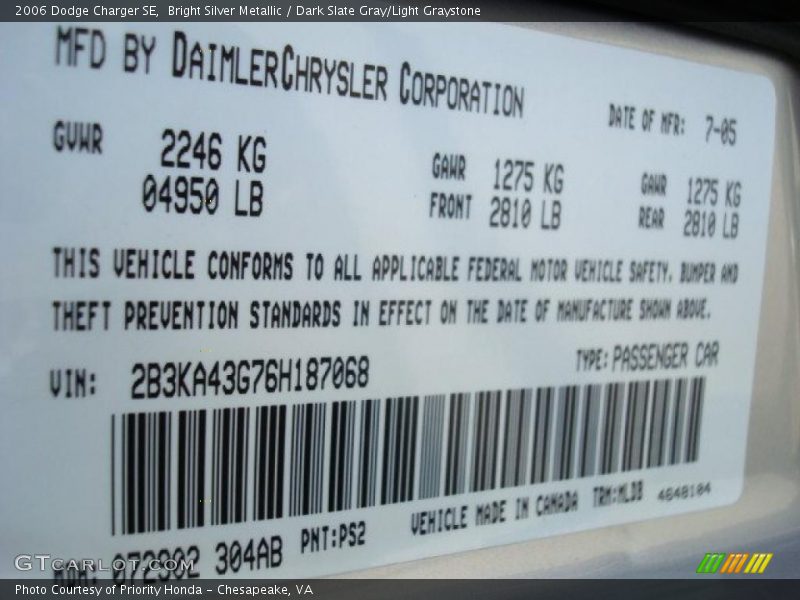 2006 Dodge Charger SE,  Bright Silver Metallic / Dark Slate Gray/Light Graystone
MFD BY DAIMLERCHRYSLER CORPORATION
DATE OF MFR: 7-05
GVWR 2246 KG
04950 LB
GAWR 1275 KG
FRONT 2810 LB
GAWR 1275 KG
REAR 2810 LB
THIS VEHICLE CONFORMS TO ALL APPLICABLE FEDERAL MOTOR VEHICLE SAFETY, BUMPER AND
THEFT PREVENTION STANDARDS IN EFFECT ON THE DATE OF MANUFACTURE SHOWN ABOVE.
VIN: 2B3KA43G76H187068
TYPE: PASSENGER CAR
MDH: 072902 304AB
PNT:PS2
VEHICLE MADE IN CANADA
TRM:MLDB
4648104
GTCARLOT.COM
Photo Courtesy of Priority Honda - Chesapeake, VA